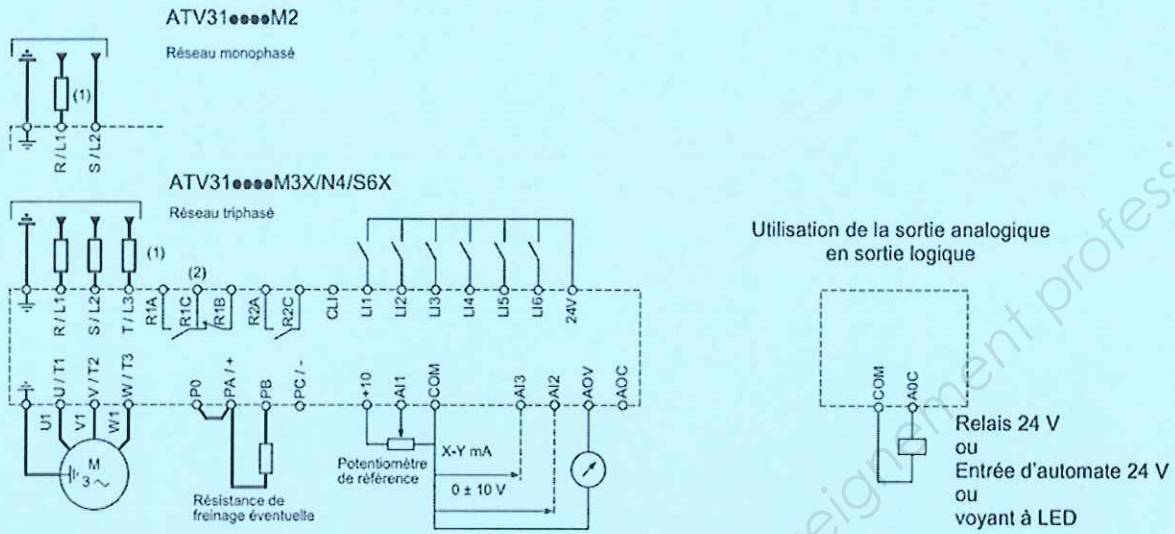 ATV31●●●●M2
Réseau monophasé
(1)
R / L1
S / L2
ATV31●●●●M3X/N4/S6X
Réseau triphasé
(1)
(2)
R / L1
S / L2
T / L3
R1A
R1C
R1B
R2A
R2C
CLI
LI1
LI2
LI3
LI4
LI5
LI6
24V
U / T1
V / T2
W / T3
P0
PA / +
PB
PC / -
+10
AI1
COM
AI3
AI2
AOV
AOC
U1
V1
W1
M
3 ~
Résistance de
freinage éventuelle
Potentiomètre
de référence
X-Y mA
0 ± 10 V
Utilisation de la sortie analogique
en sortie logique
COM
A0C
Relais 24 V
ou
Entrée d'automate 24 V
ou
voyant à LED
eignement professi